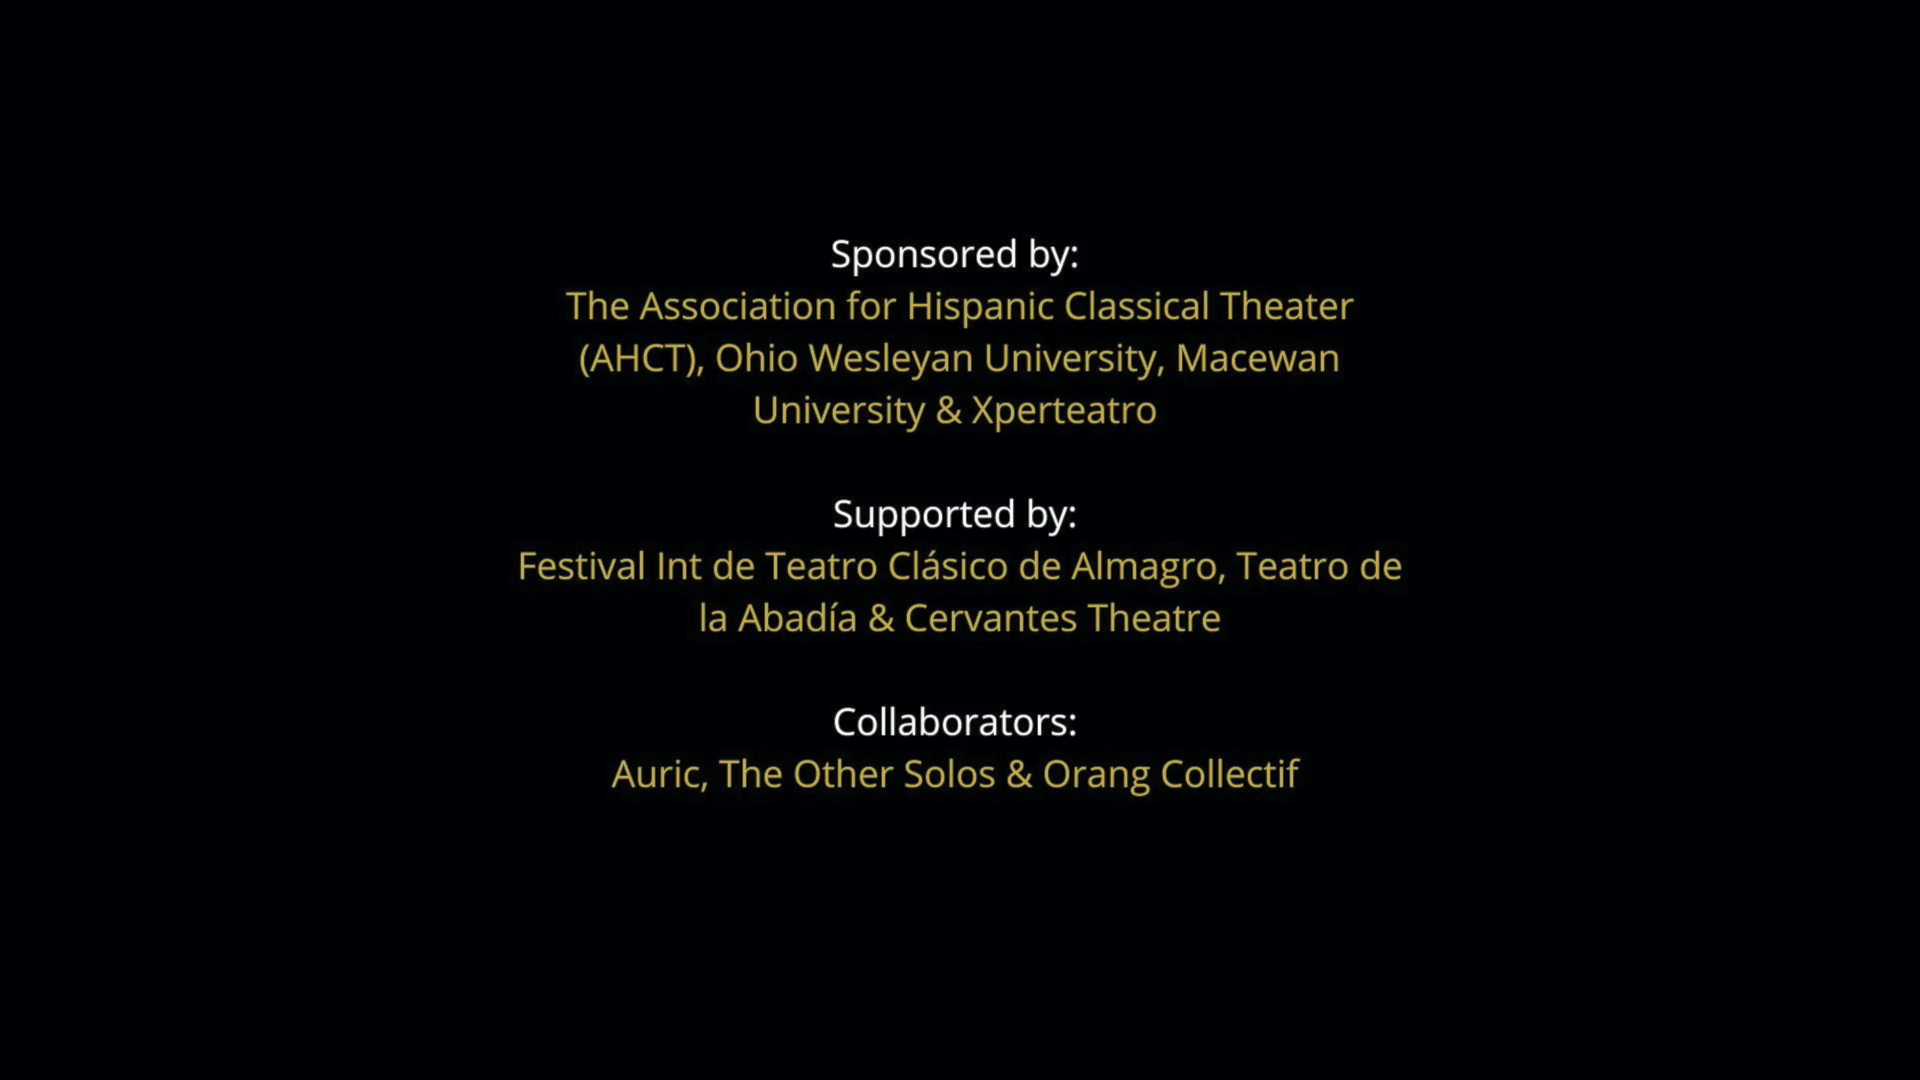 Sponsored by:
The Association for Hispanic Classical Theater
(AHCT), Ohio Wesleyan University, Macewan
University & Xperteatro
Supported by:
Festival Int de Teatro Clásico de Almagro, Teatro de
la Abadía & Cervantes Theatre
Collaborators:
Auric, The Other Solos & Orang Collectif